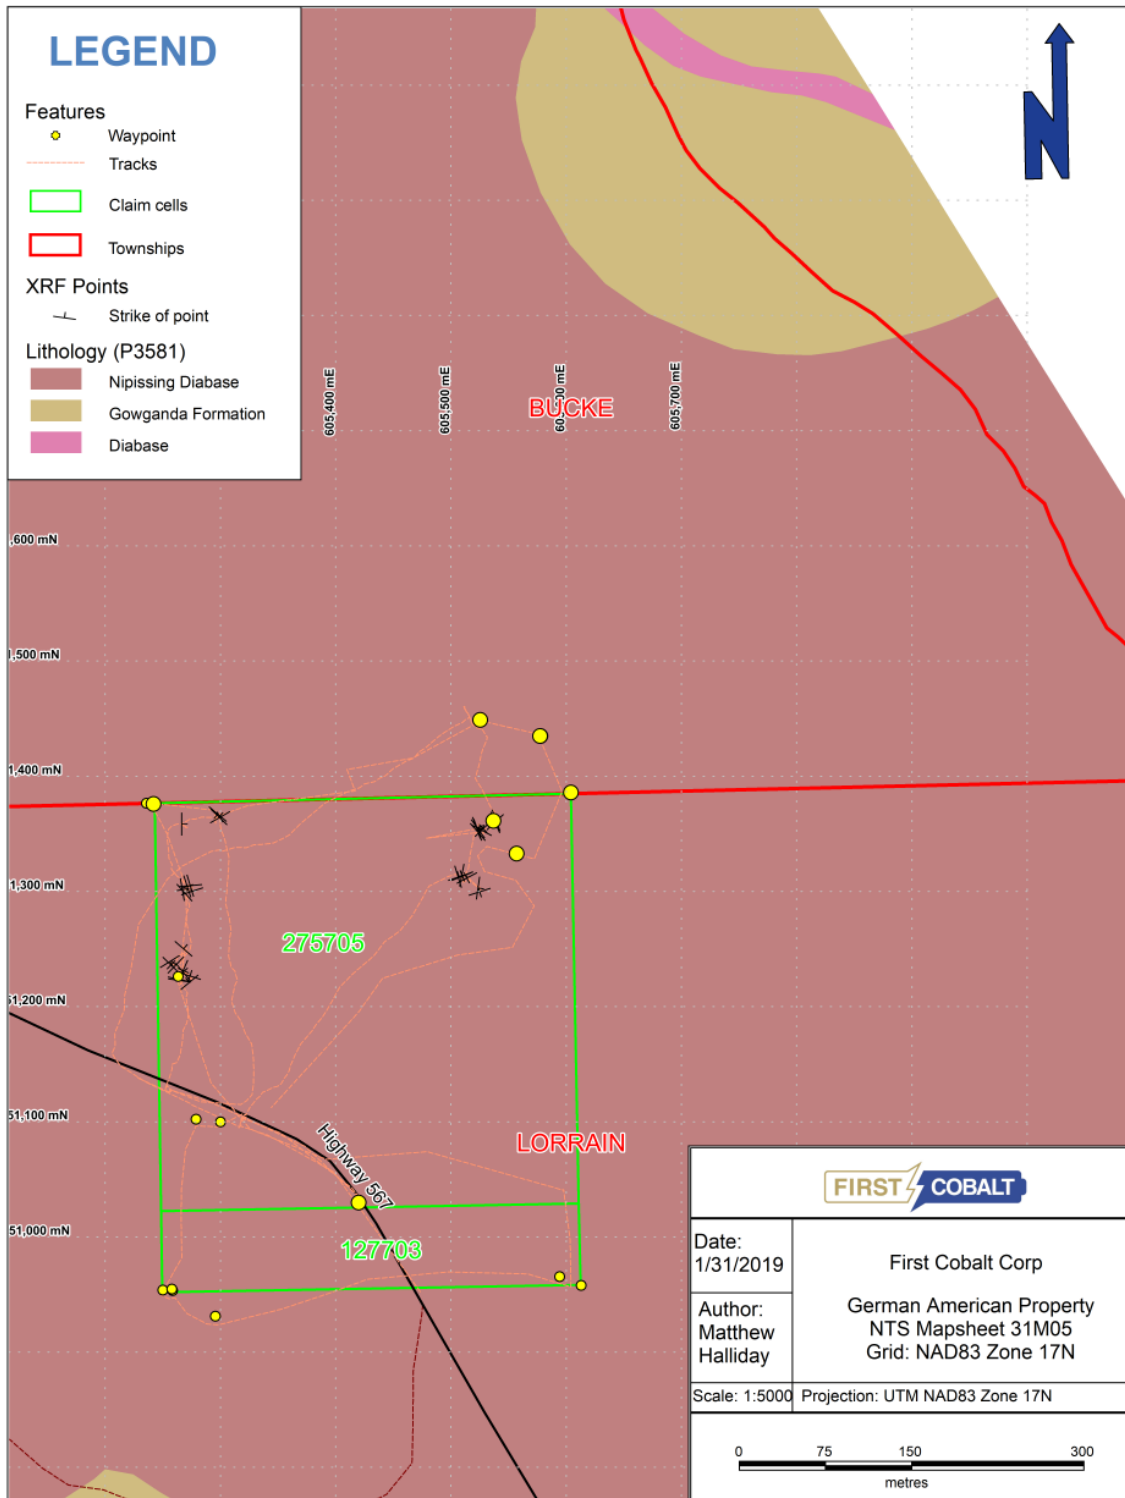 LEGEND
Features
Waypoint
Tracks
Claim cells
Townships
XRF Points
Strike of point
Lithology (P3581)
Nipissing Diabase
Gowganda Formation
Diabase
N
605,400 mE
605,500 mE
mE
605,700 mE
BUCKE
,600 mN
,500 mN
1,400 mN
1,300 mN
51,200 mN
51,100 mN
51,000 mN
275705
LORRAIN
Highway 567
127703
FIRST COBALT
Date:
1/31/2019
First Cobalt Corp
Author:
Matthew
Halliday
German American Property
NTS Mapsheet 31M05
Grid: NAD83 Zone 17N
Scale: 1:5000
Projection: UTM NAD83 Zone 17N
0 75 150 300
metres